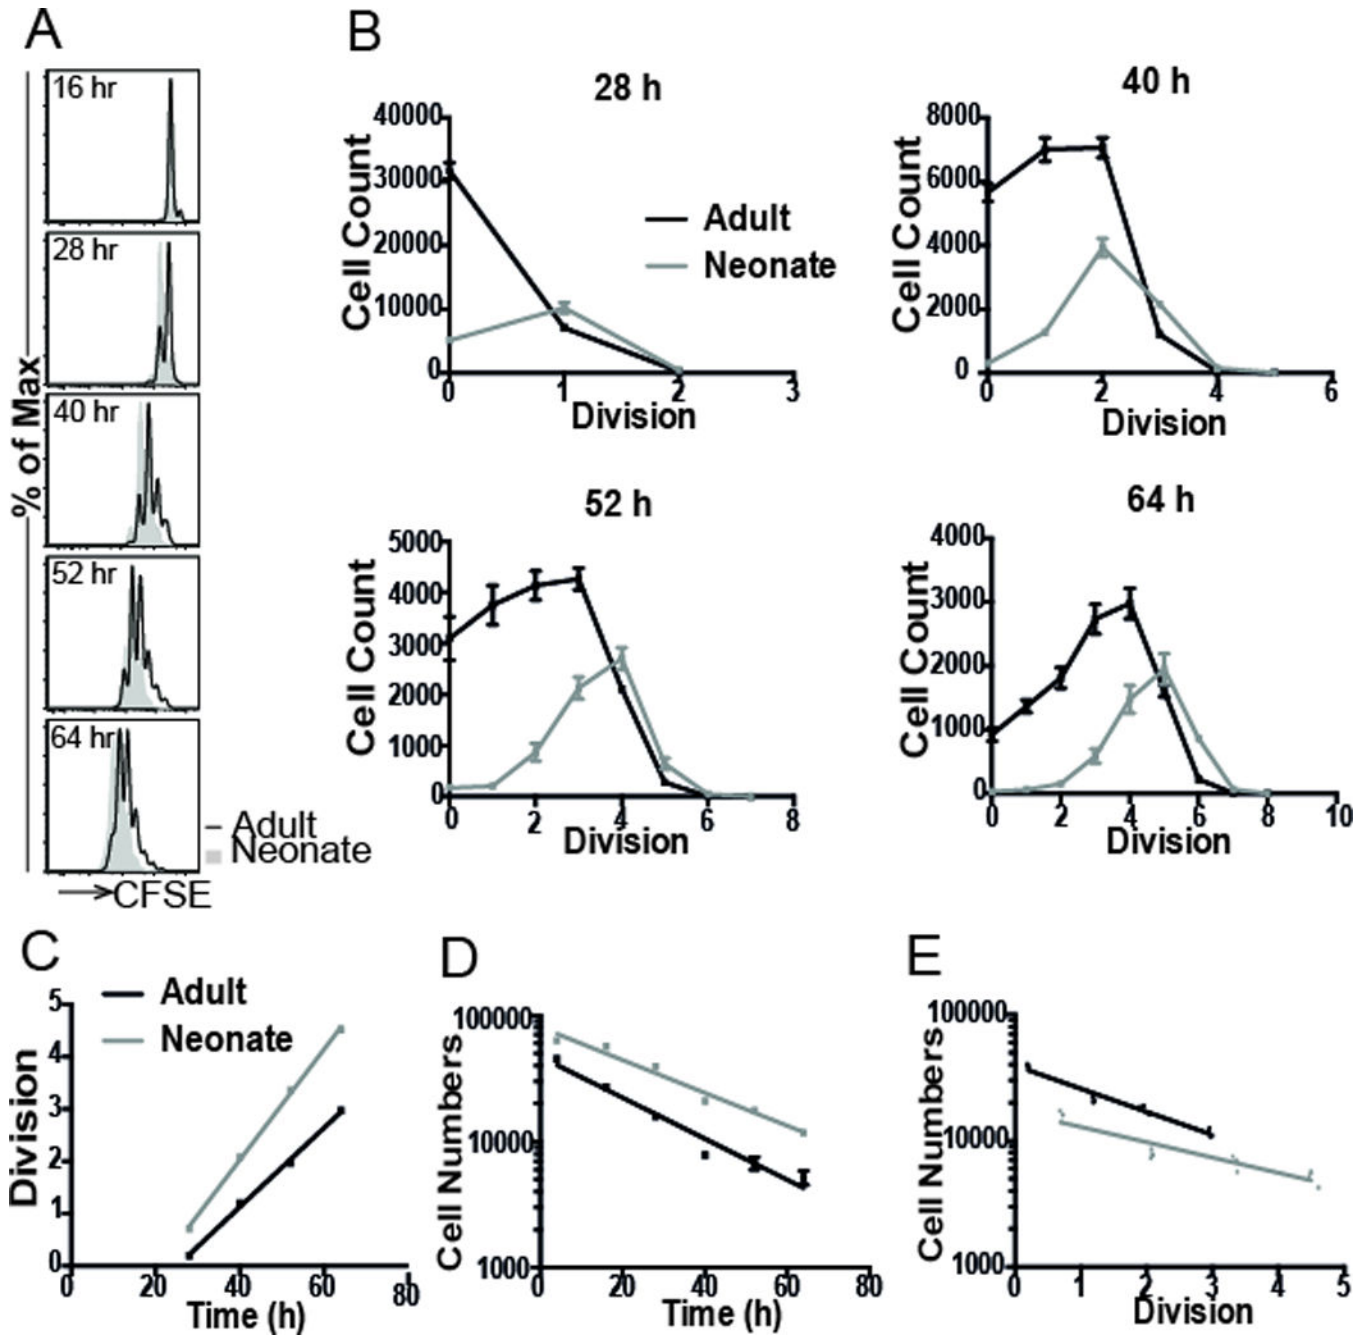 A
B
% of Max
16 hr
28 hr
40 hr
52 hr
64 hr
Adult
Neonate
CFSE
28 h
Cell Count
40000
30000
20000
10000
0
0 1 2 3
Division
Adult
Neonate
40 h
Cell Count
8000
6000
4000
2000
0
0 2 4 6
Division
52 h
Cell Count
5000
4000
3000
2000
1000
0
0 2 4 6 8
Division
64 h
Cell Count
4000
3000
2000
1000
0
0 2 4 6 8 10
Division
C
Adult
Neonate
Division
5
4
3
2
1
0
0 20 40 60 80
Time (h)
D
Cell Numbers
100000
10000
1000
0 20 40 60 80
Time (h)
E
Cell Numbers
100000
10000
1000
0 1 2 3 4 5
Division